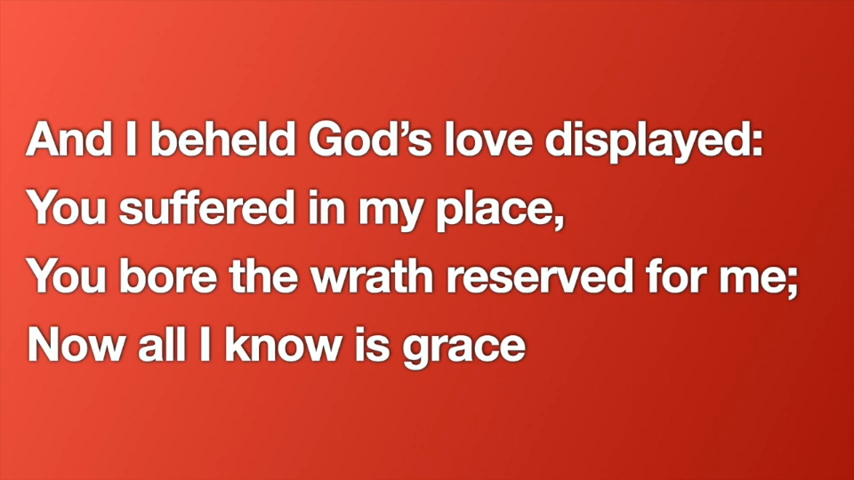 And I beheld God’s love displayed:
You suffered in my place,
You bore the wrath reserved for me;
Now all I know is grace